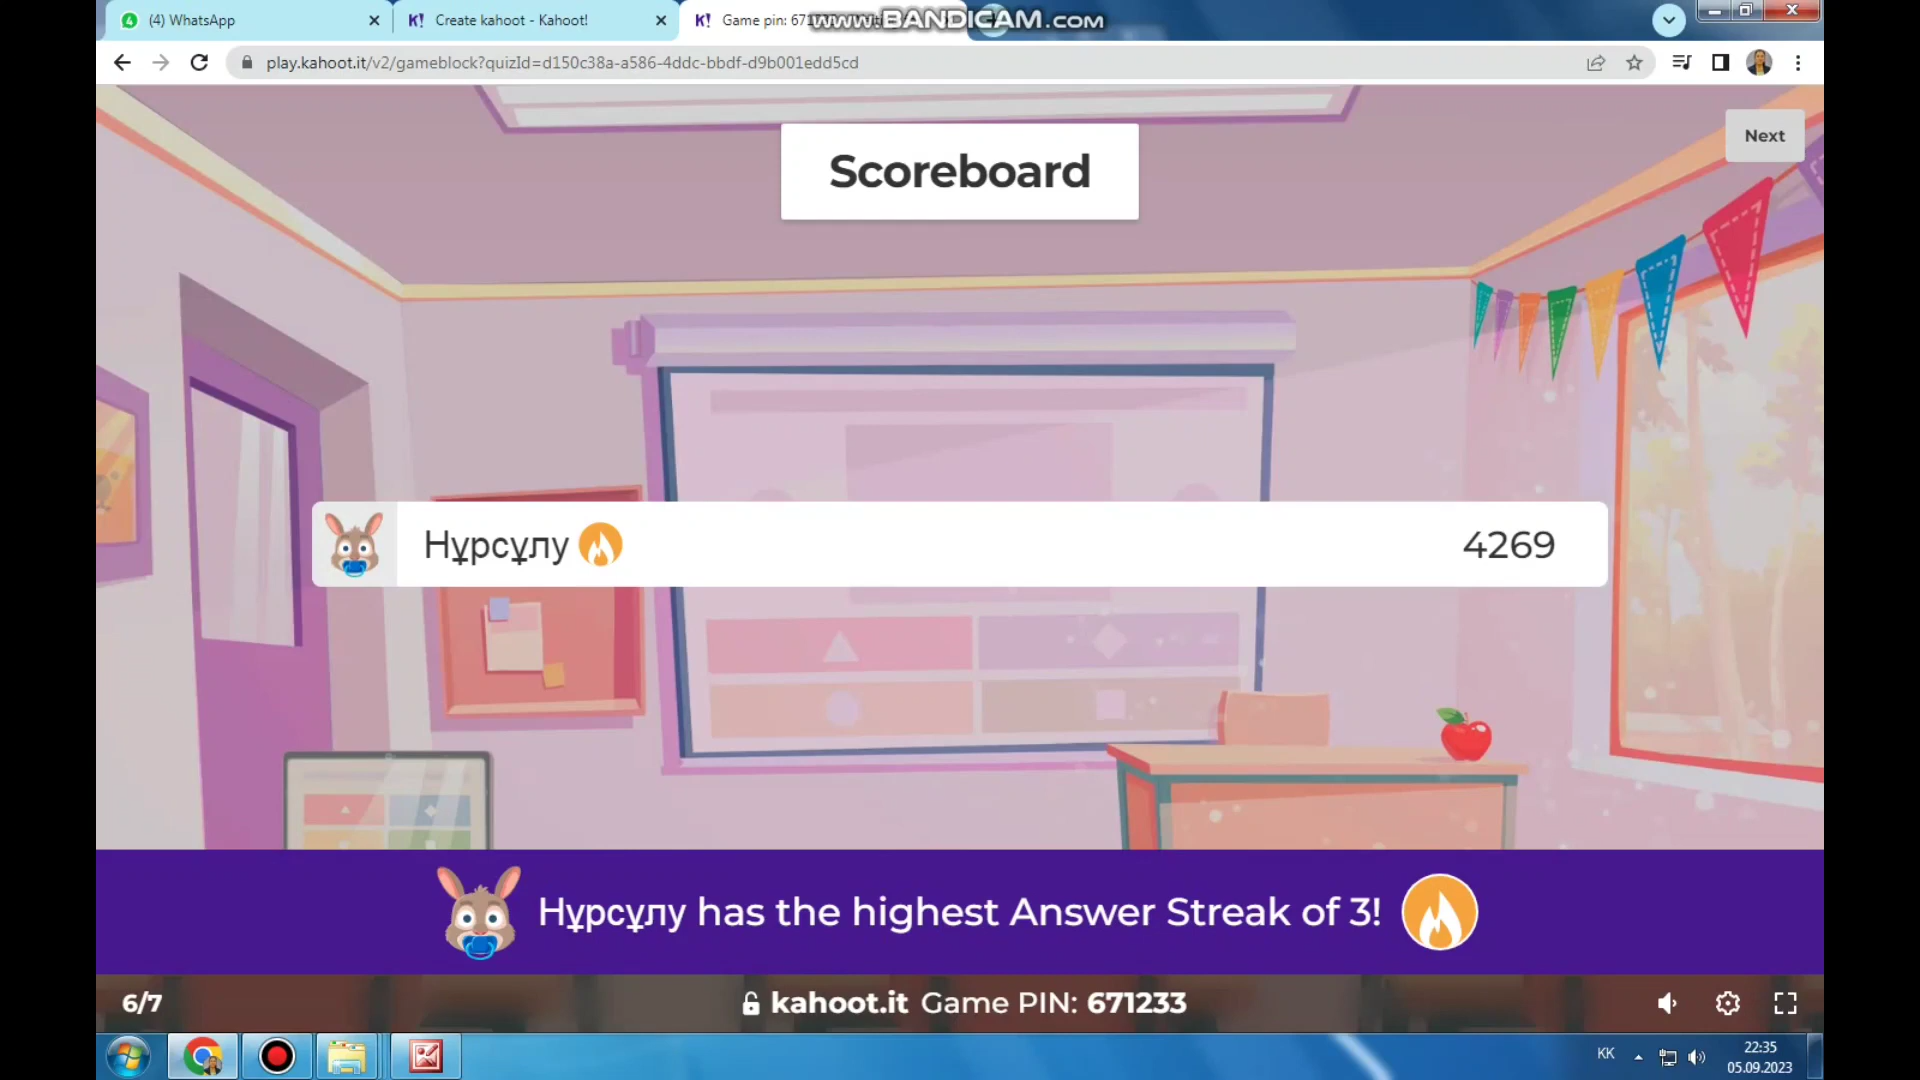 (4) WhatsApp
Create kahoot - Kahoot!
Game pin: 671
www.BANDICAM.com
play.kahoot.it/v2/gameblock?quizId=d150c38a-a586-4ddc-bbdf-d9b001edd5cd
Next
Scoreboard
Нұрсұлу 4269
Нұрсұлу has the highest Answer Streak of 3!
6/7
kahoot.it Game PIN: 671233
KK
22:35
05.09.2023